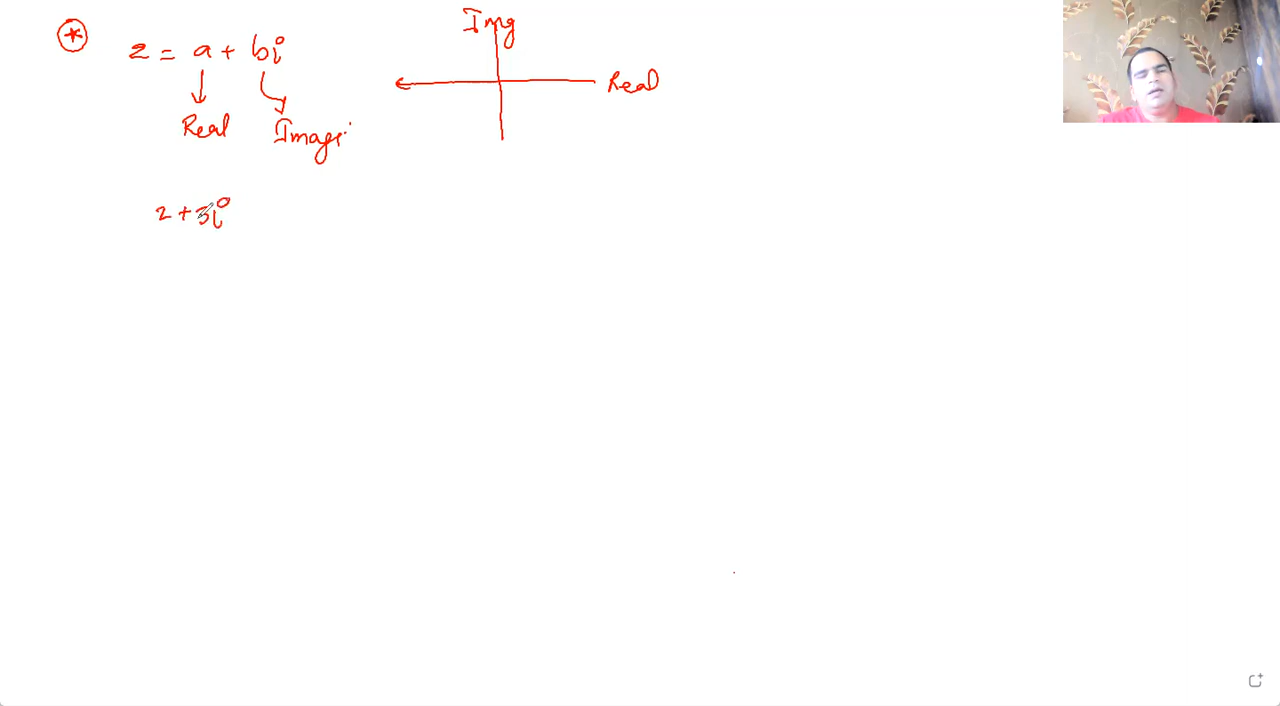 * z = a + bi
Real
Imagi
Img
Real
2 + 3i